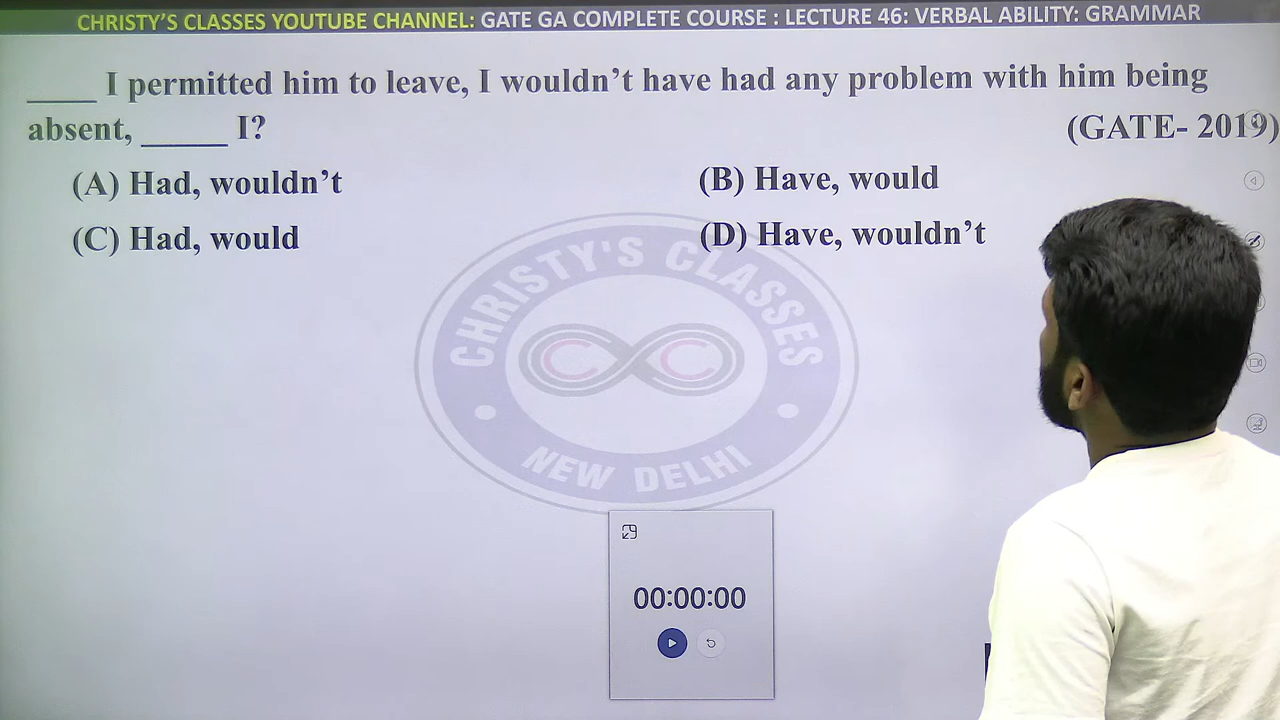 CHRISTY'S CLASSES YOUTUBE CHANNEL: GATE GA COMPLETE COURSE : LECTURE 46: VERBAL ABILITY: GRAMMAR
____ I permitted him to leave, I wouldn't have had any problem with him being
absent, _____ I?
(GATE- 2019)
(A) Had, wouldn't
(B) Have, would
(C) Had, would
(D) Have, wouldn't
CHRISTY'S CLASSES
CC
NEW DELHI
00:00:00